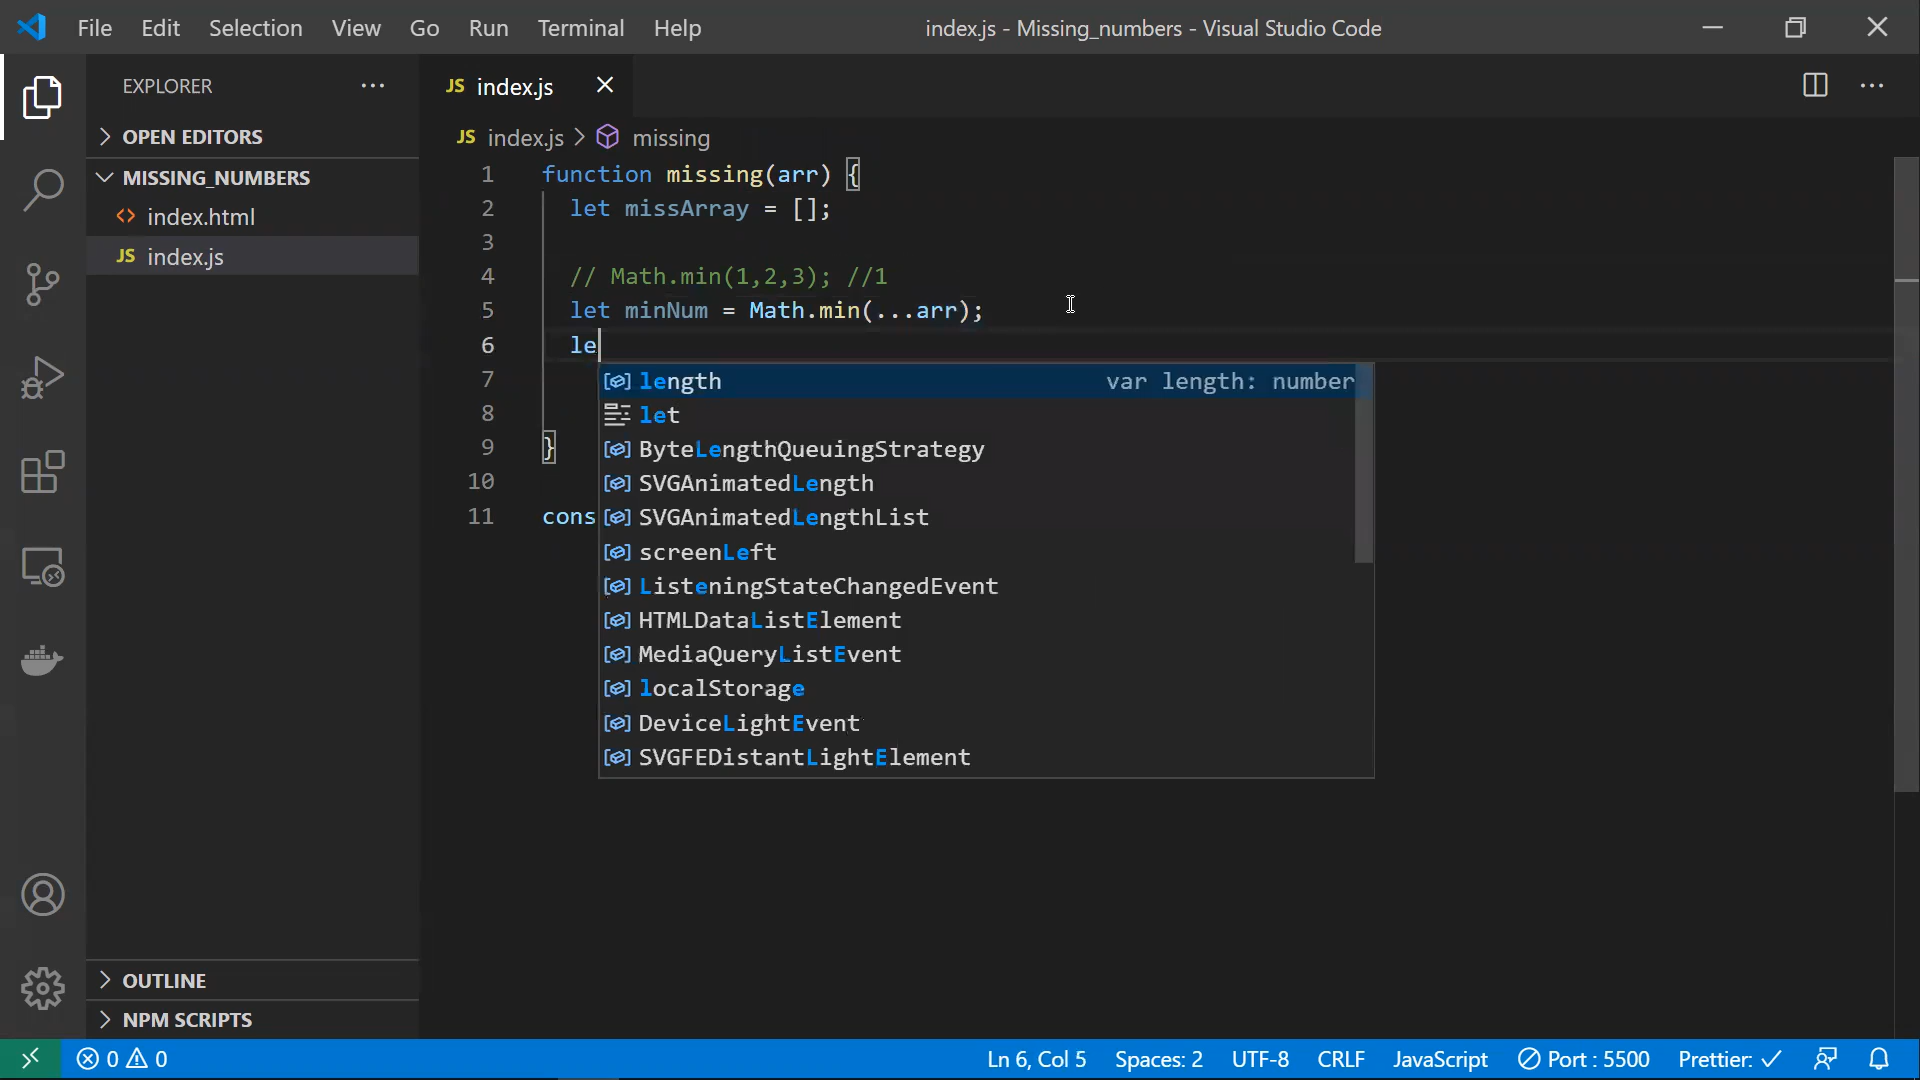 File Edit Selection View Go Run Terminal Help
index.js - Missing_numbers - Visual Studio Code
EXPLORER
OPEN EDITORS
MISSING_NUMBERS
<> index.html
JS index.js
OUTLINE
NPM SCRIPTS
JS index.js
JS index.js > missing
1 function missing(arr) {
2 let missArray = [];
3
4 // Math.min(1,2,3); //1
5 let minNum = Math.min(...arr);
6 le
7
8
9 }
10
11 cons
length var length: number
let
ByteLengthQueuingStrategy
SVGAnimatedLength
SVGAnimatedLengthList
screenLeft
ListeningStateChangedEvent
HTMLDataListElement
MediaQueryListEvent
localStorage
DeviceLightEvent
SVGFEDistantLightElement
0 0 Ln 6, Col 5 Spaces: 2 UTF-8 CRLF JavaScript Port : 5500 Prettier: ✓